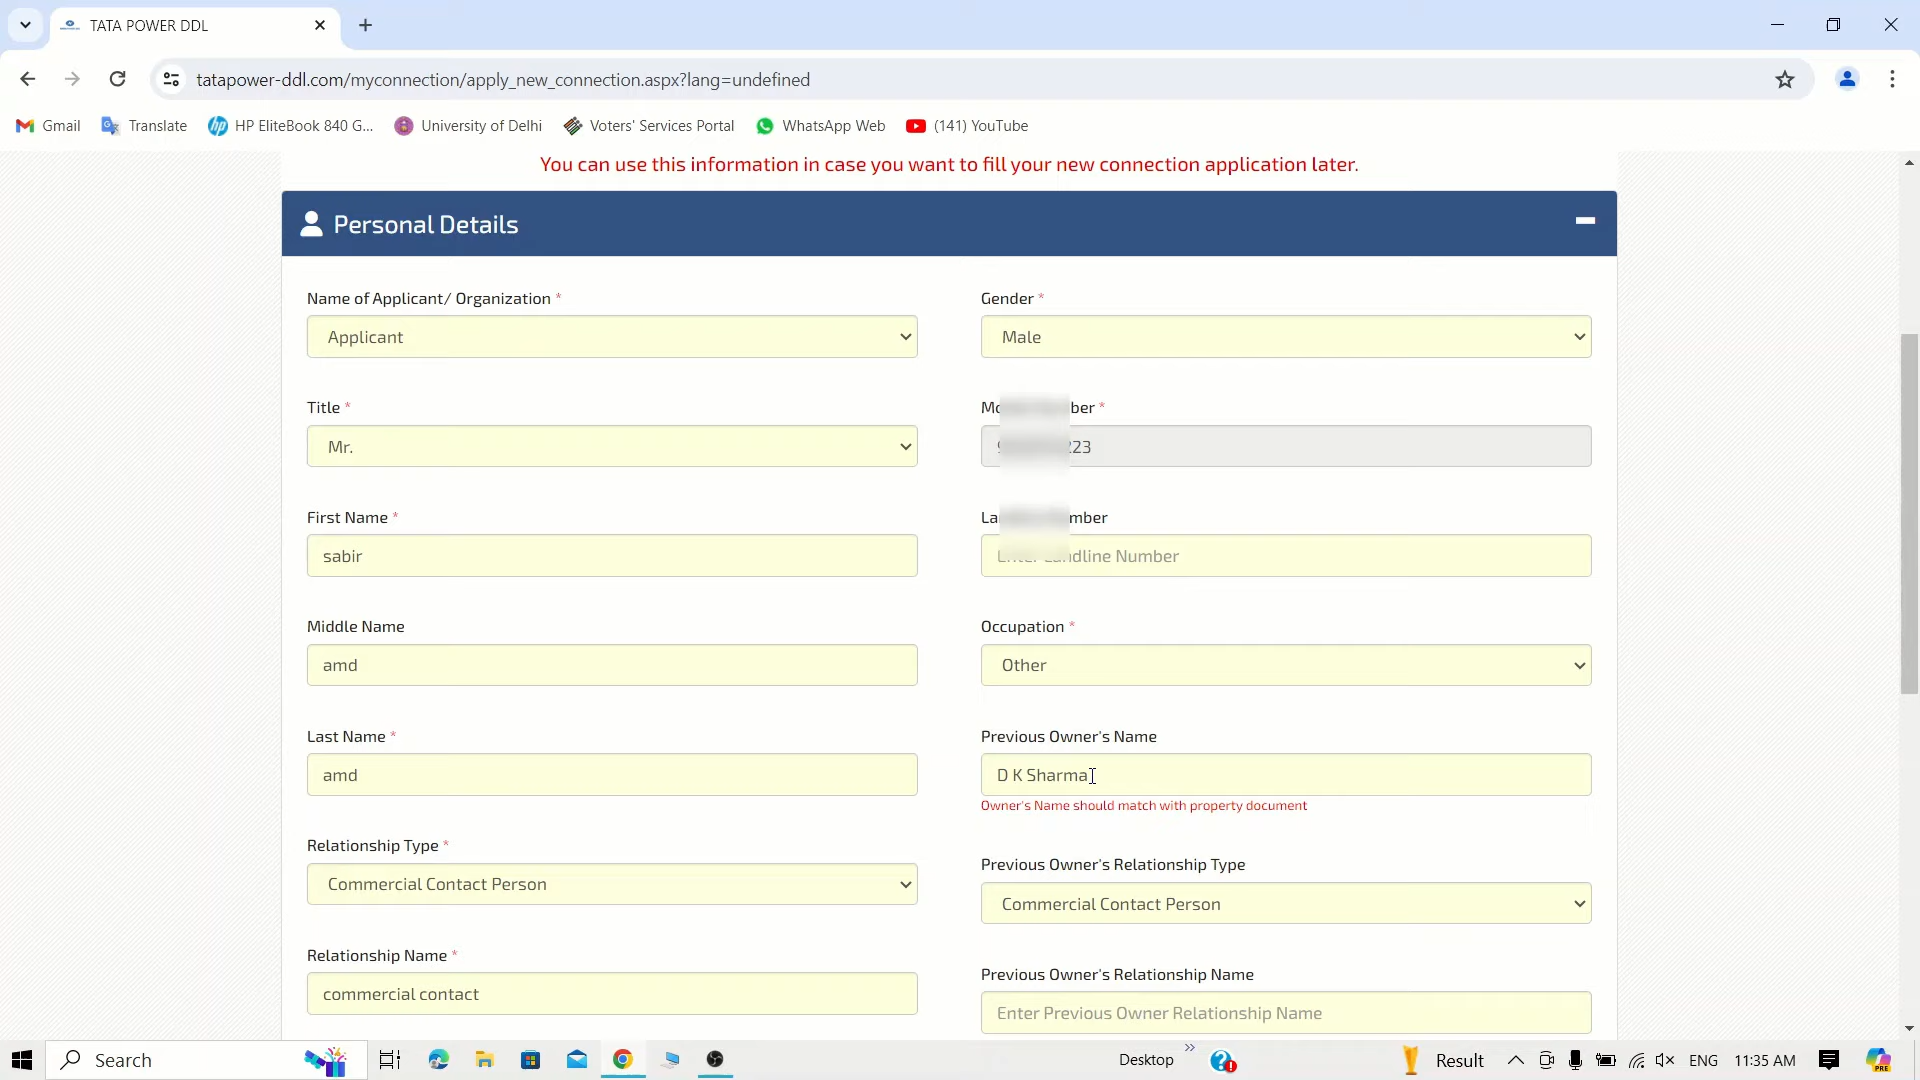 TATA POWER DDL
tatapower-ddl.com/myconnection/apply_new_connection.aspx?lang=undefined
Gmail
Translate
HP EliteBook 840 G...
University of Delhi
Voters' Services Portal
WhatsApp Web
(141) YouTube
You can use this information in case you want to fill your new connection application later.
Personal Details
Name of Applicant/ Organization *
Applicant
Gender *
Male
Title *
Mr.
*
223
First Name *
sabir
Number
Landline Number
Middle Name
amd
Occupation *
Other
Last Name *
amd
Previous Owner's Name
D K Sharma
Owner's Name should match with property document
Relationship Type *
Commercial Contact Person
Previous Owner's Relationship Type
Commercial Contact Person
Relationship Name *
commercial contact
Previous Owner's Relationship Name
Enter Previous Owner Relationship Name
Search
Desktop
Result
ENG
11:35 AM
PRE